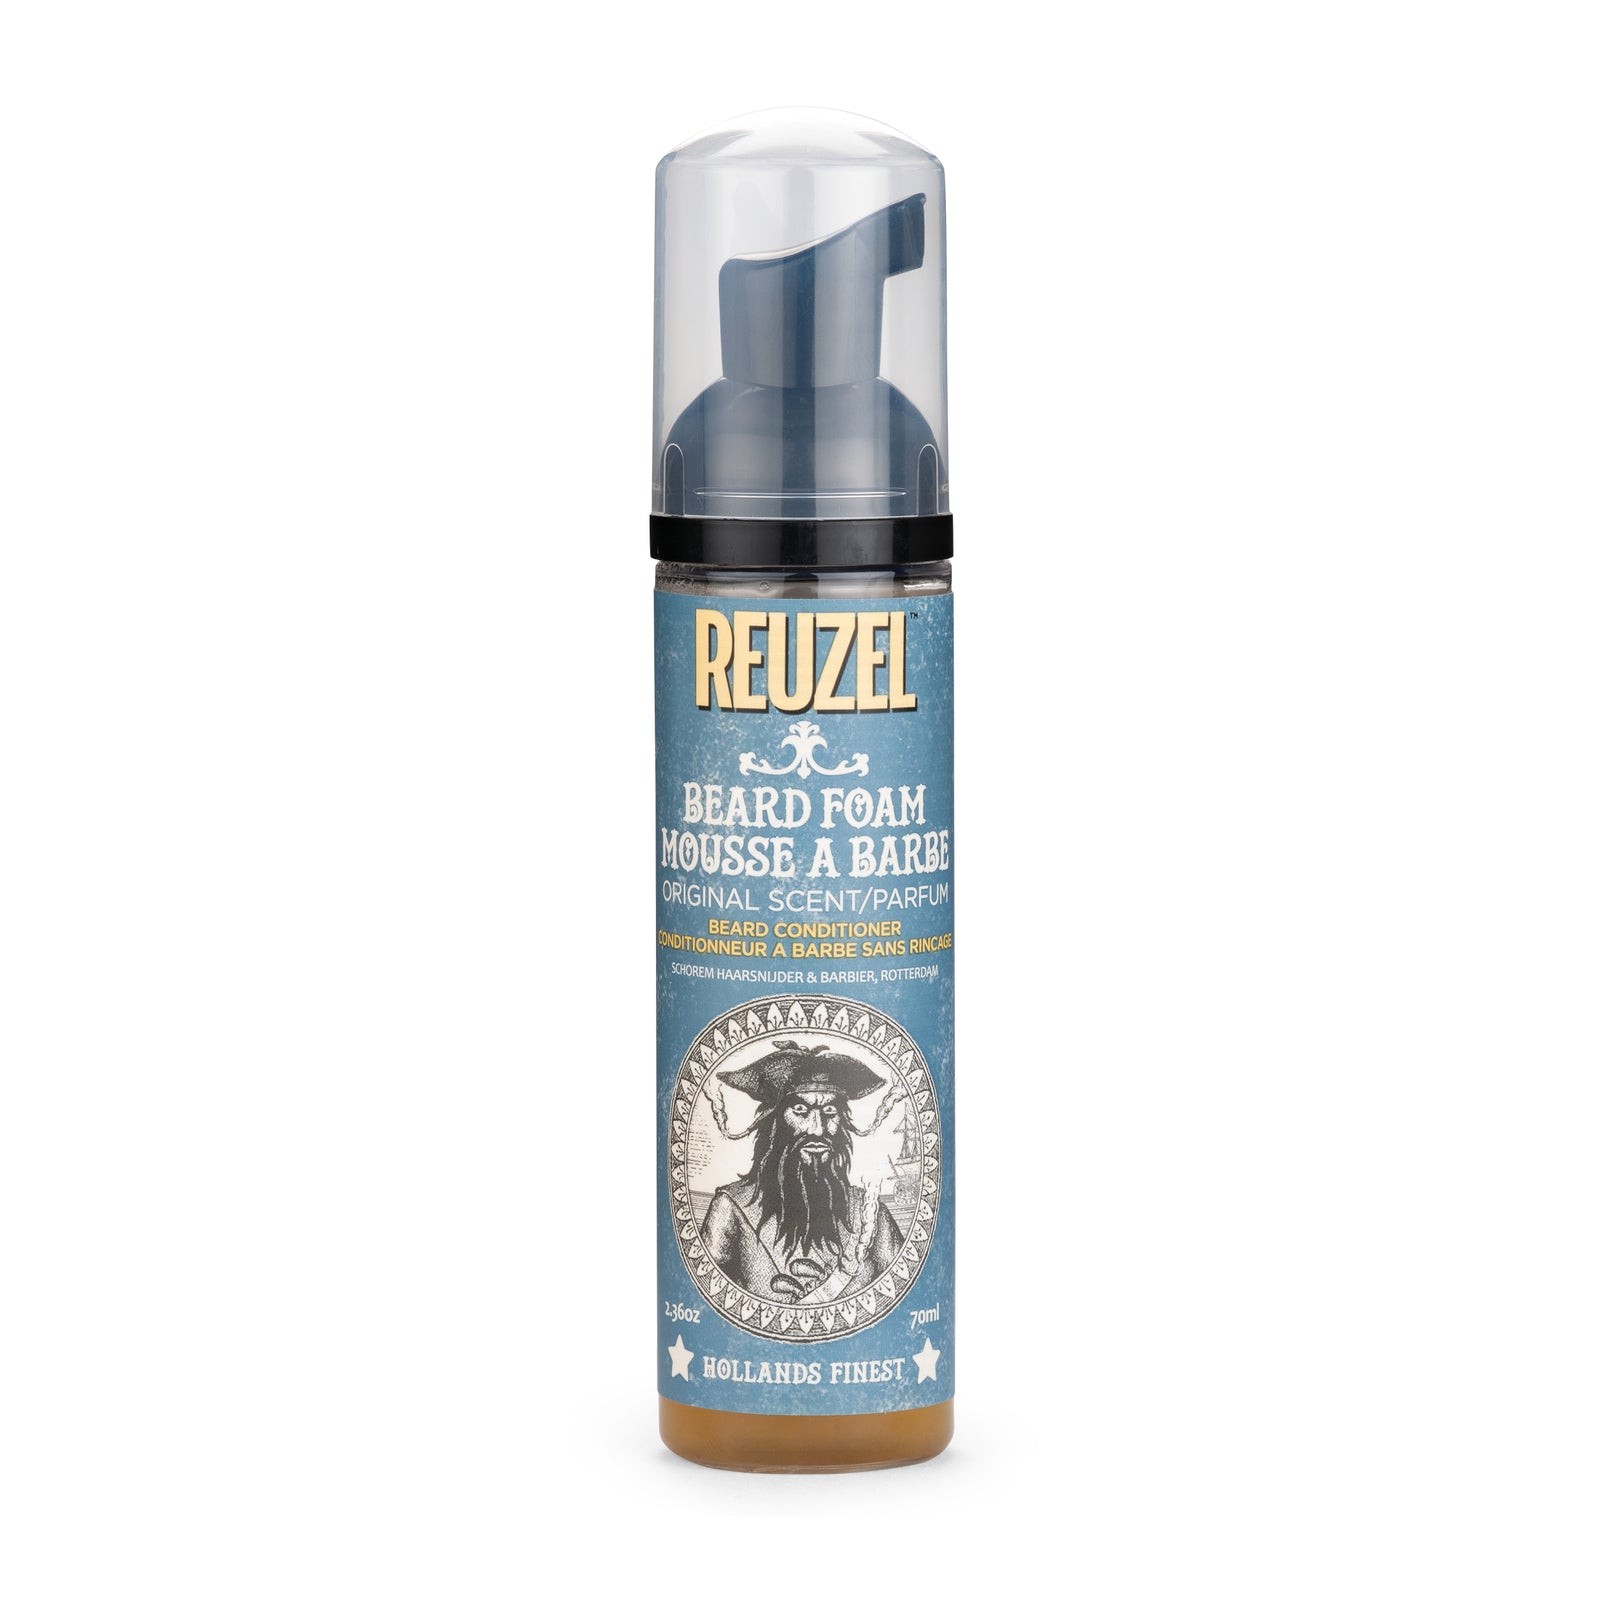 REUZEL™
BEARD FOAM
MOUSSE A BARBE
ORIGINAL SCENT/PARFUM
BEARD CONDITIONER
CONDITIONNEUR A BARBE SANS RINCAGE
SCHOREM HAARSNIJDER & BARBIER, ROTTERDAM
2.36oz 70ml
HOLLANDS FINEST